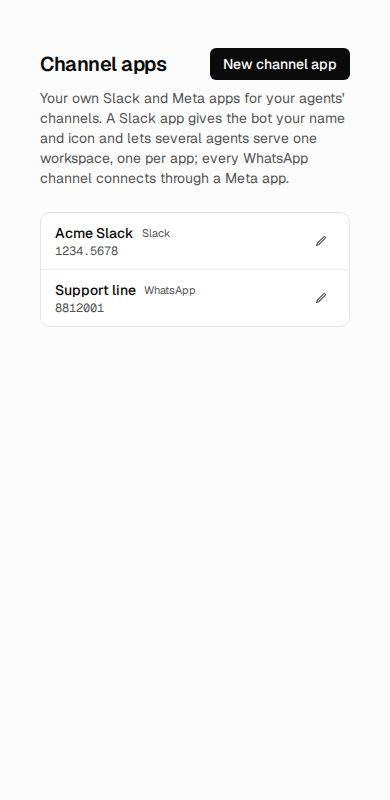 Channel apps
New channel app
Your own Slack and Meta apps for your agents'
channels. A Slack app gives the bot your name
and icon and lets several agents serve one
workspace, one per app; every WhatsApp
channel connects through a Meta app.
Acme Slack Slack
1234.5678
Support line WhatsApp
8812001